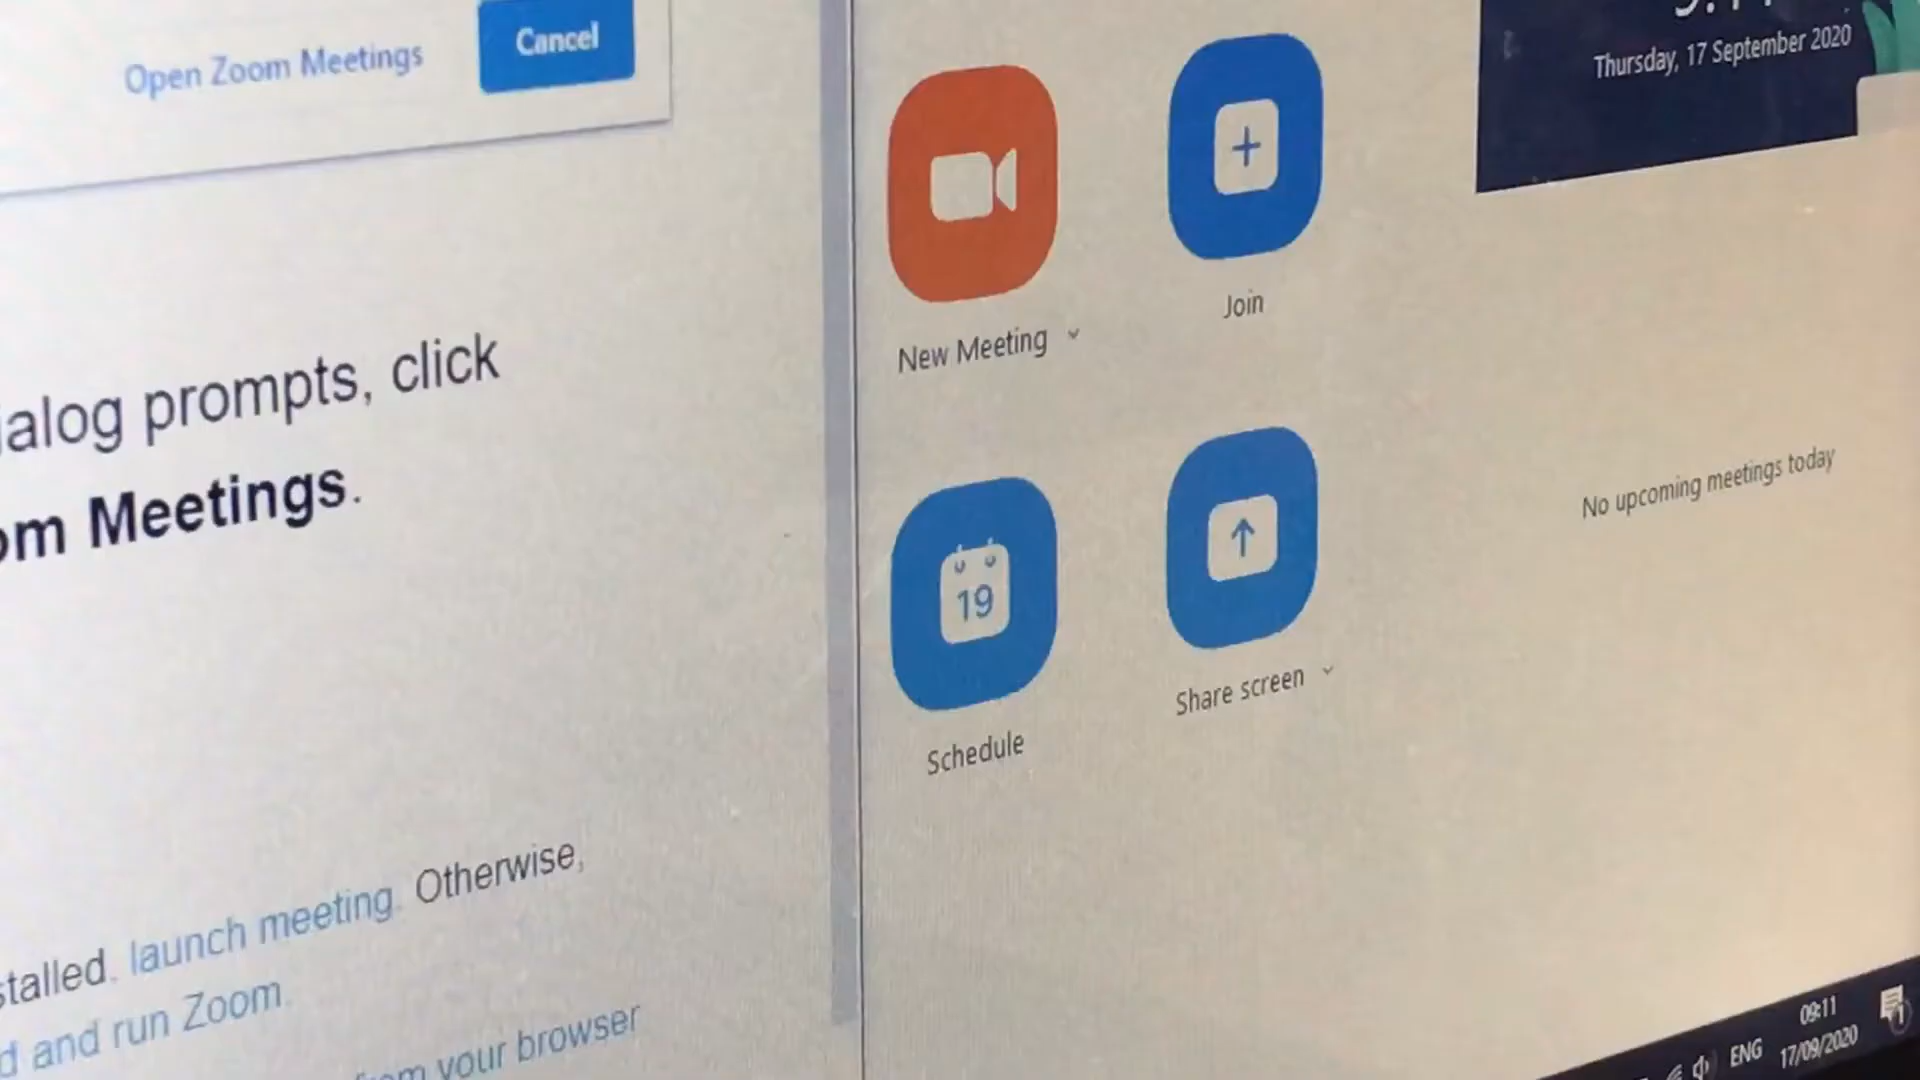 Open Zoom Meetings
Cancel
alog prompts, click
om Meetings.
stalled. launch meeting. Otherwise,
d and run Zoom.
from your browser
New Meeting
Join
19
Schedule
Share screen
Thursday, 17 September 2020
No upcoming meetings today
ENG
09:11
17/09/2020
1